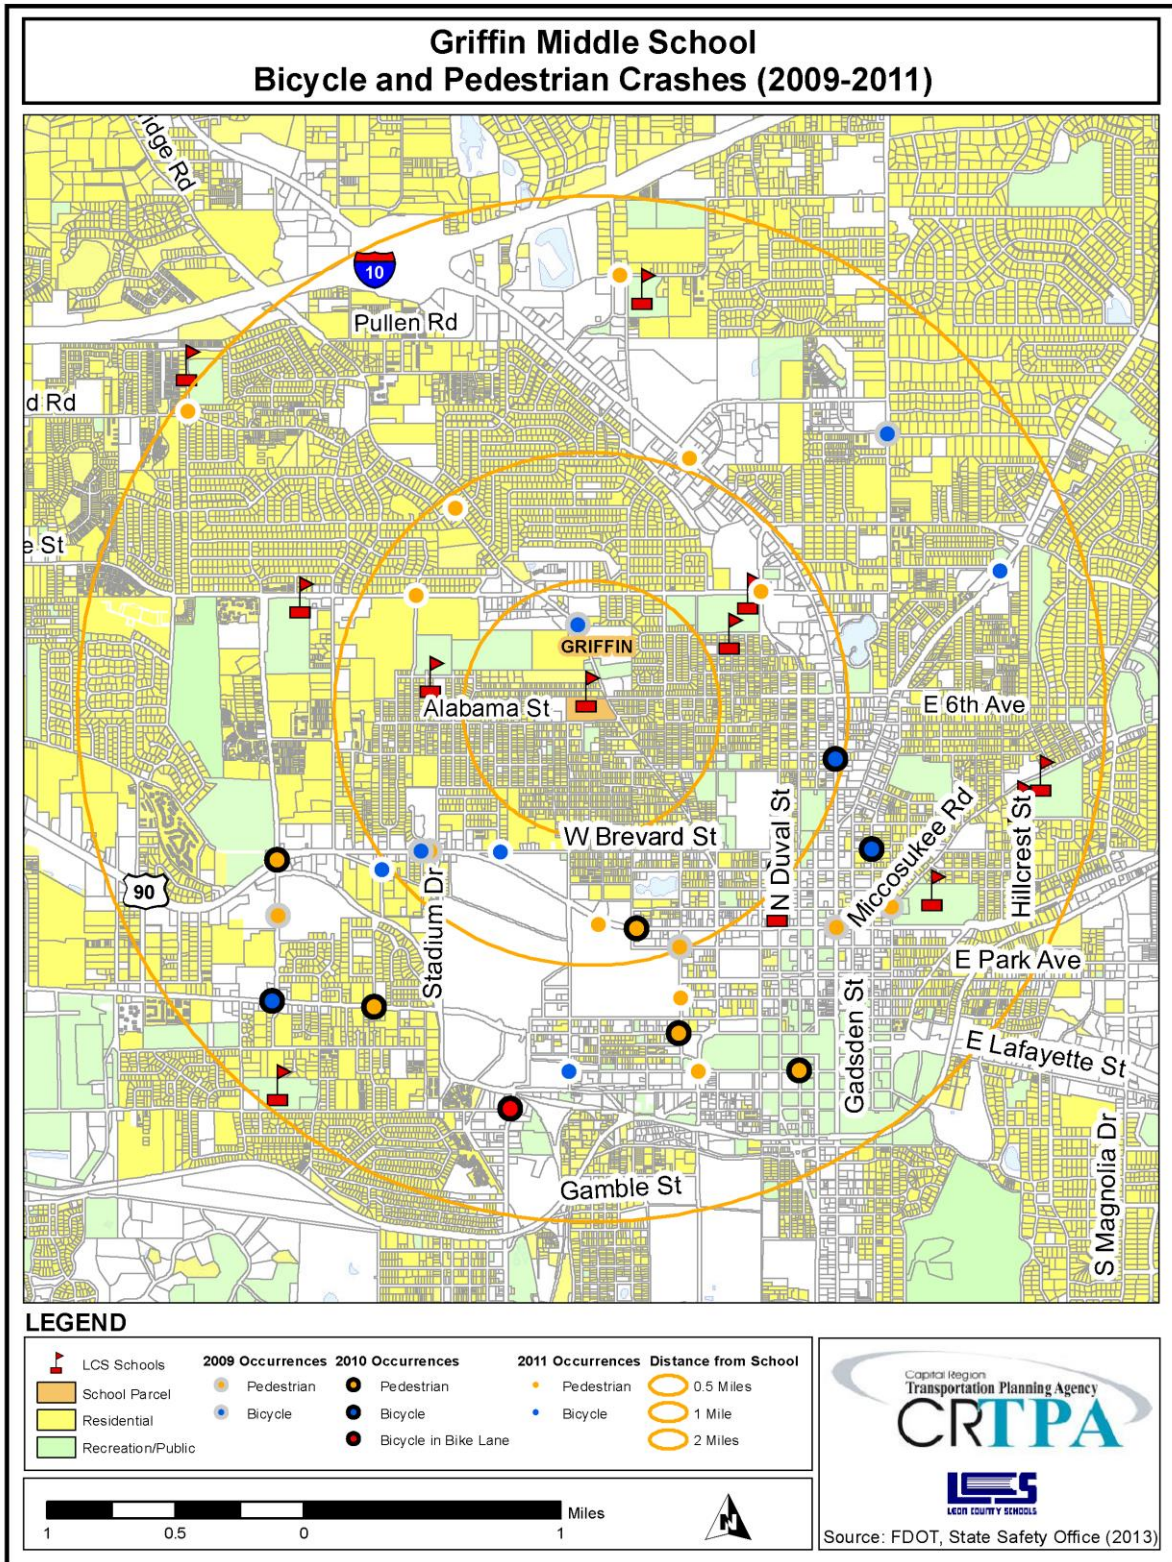 Griffin Middle School
Bicycle and Pedestrian Crashes (2009-2011)
idge Rd
10
Pullen Rd
d Rd
e St
GRIFFIN
Alabama St
E 6th Ave
W Brevard St
N Duval St
Miccosukee Rd
Hillcrest St
90
Stadium Dr
E Park Ave
Gadsden St
E Lafayette St
Gamble St
S Magnolia Dr
LEGEND
LCS Schools
School Parcel
Residential
Recreation/Public
2009 Occurrences
Pedestrian
Bicycle
2010 Occurrences
Pedestrian
Bicycle
Bicycle in Bike Lane
2011 Occurrences
Pedestrian
Bicycle
Distance from School
0.5 Miles
1 Mile
2 Miles
Miles
1 0.5 0 1
N
Capital Region
Transportation Planning Agency
CRTPA
LCS
LEON COUNTY SCHOOLS
Source: FDOT, State Safety Office (2013)